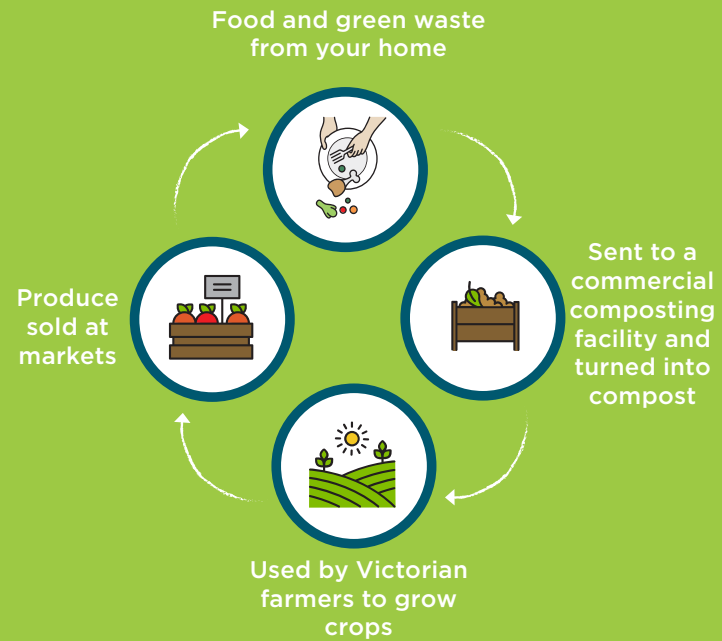 Food and green waste
from your home
Sent to a
commercial
composting
facility and
turned into
compost
Used by Victorian
farmers to grow
crops
Produce
sold at
markets